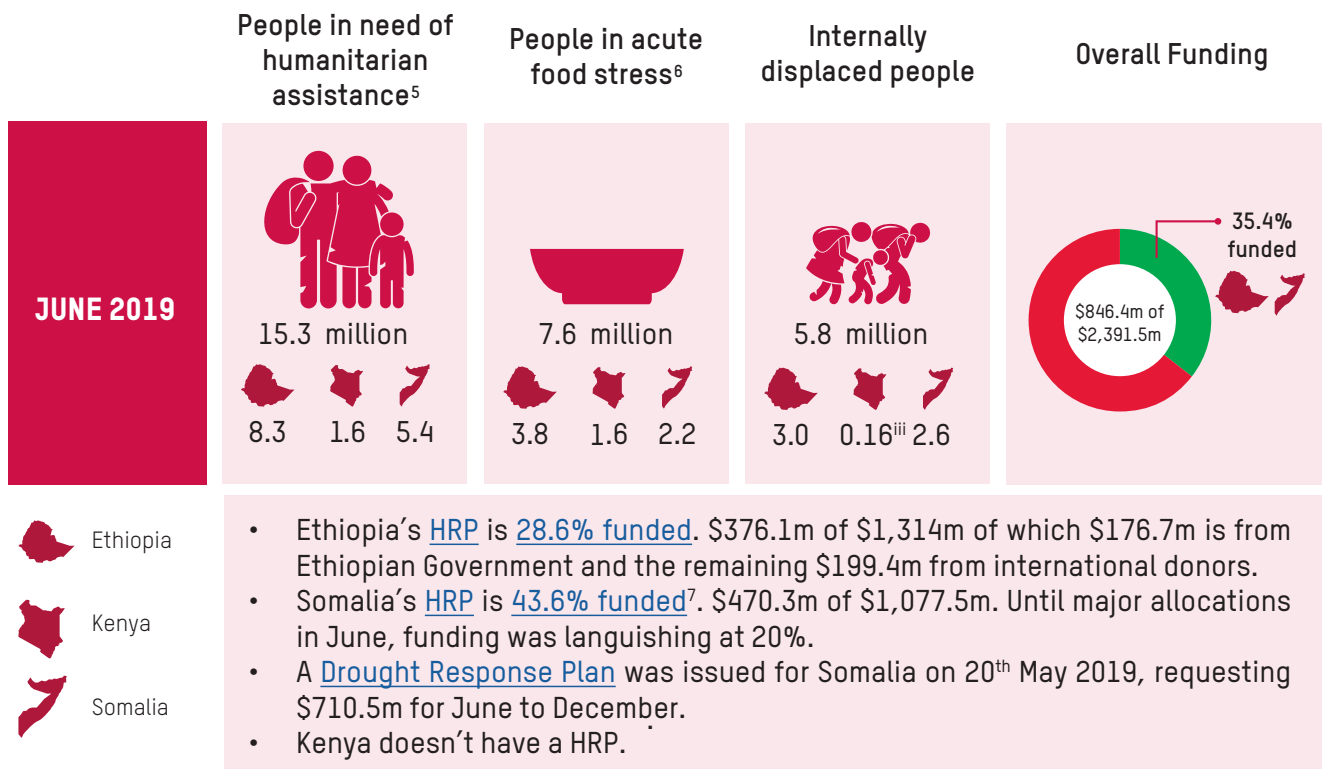 People in need of
humanitarian
assistance⁵
People in acute
food stress⁶
Internally
displaced people
Overall Funding
JUNE 2019
15.3 million
8.3 1.6 5.4
7.6 million
3.8 1.6 2.2
5.8 million
3.0 0.16ⁱⁱⁱ 2.6
35.4%
funded
$846.4m of
$2,391.5m
Ethiopia
Kenya
Somalia
• Ethiopia's HRP is 28.6% funded. $376.1m of $1,314m of which $176.7m is from
Ethiopian Government and the remaining $199.4m from international donors.
• Somalia's HRP is 43.6% funded⁷. $470.3m of $1,077.5m. Until major allocations
in June, funding was languishing at 20%.
• A Drought Response Plan was issued for Somalia on 20th May 2019, requesting
$710.5m for June to December.
• Kenya doesn't have a HRP.